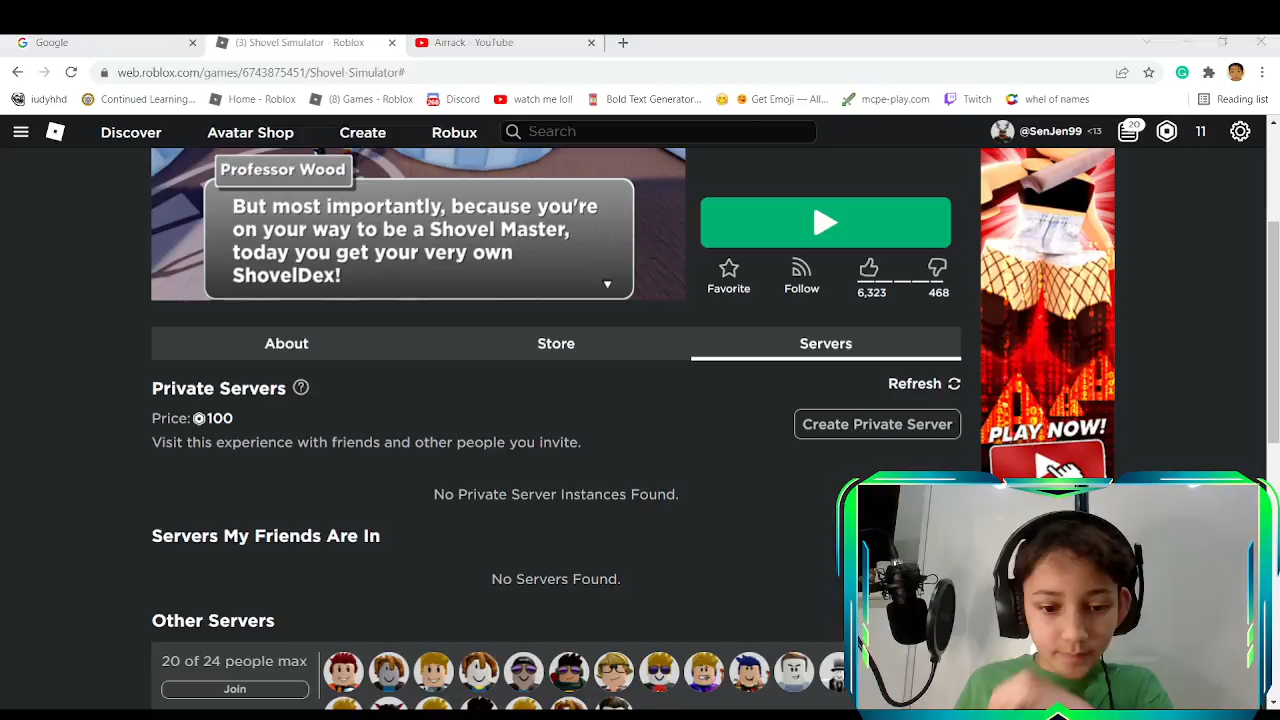 Google
(3) Shovel Simulator - Roblox
Airrack - YouTube
web.roblox.com/games/6743875451/Shovel-Simulator#
iudyhhd
Continued Learning...
Home - Roblox
(8) Games - Roblox
268
Discord
watch me lol!
Bold Text Generator...
Get Emoji — All...
mcpe-play.com
Twitch
whel of names
Reading list
Discover
Avatar Shop
Create
Robux
Search
@SenJen99 <13
20
11
Professor Wood
But most importantly, because you're
on your way to be a Shovel Master,
today you get your very own
ShovelDex!
Favorite
Follow
6,323
468
About
Store
Servers
Private Servers
Refresh
Price: 100
Create Private Server
Visit this experience with friends and other people you invite.
PLAY NOW!
No Private Server Instances Found.
Servers My Friends Are In
No Servers Found.
Other Servers
20 of 24 people max
Join